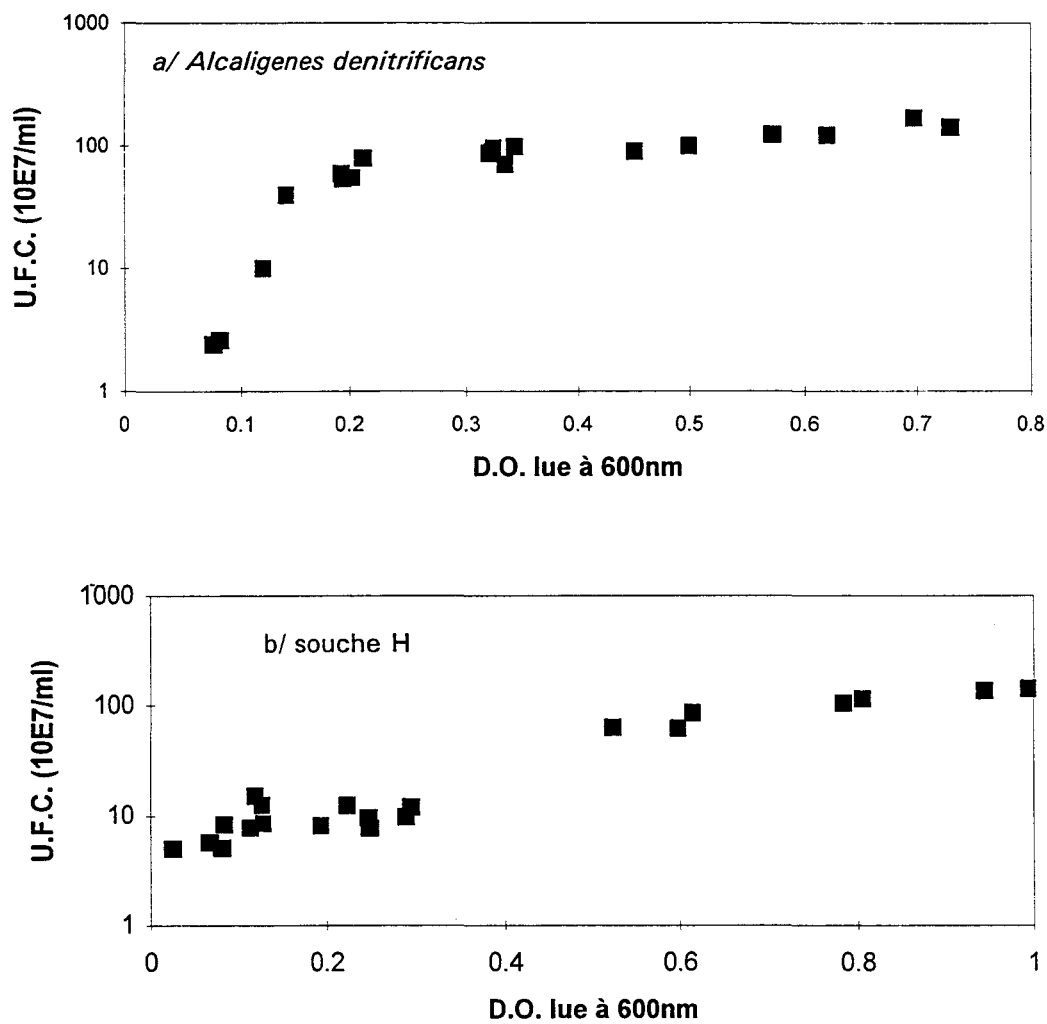 1000
a/ Alcaligenes denitrificans
100
10
1
U.F.C. (10E7/ml)
0 0.1 0.2 0.3 0.4 0.5 0.6 0.7 0.8
D.O. lue à 600nm
1000
b/ souche H
100
10
1
U.F.C. (10E7/ml)
0 0.2 0.4 0.6 0.8 1
D.O. lue à 600nm